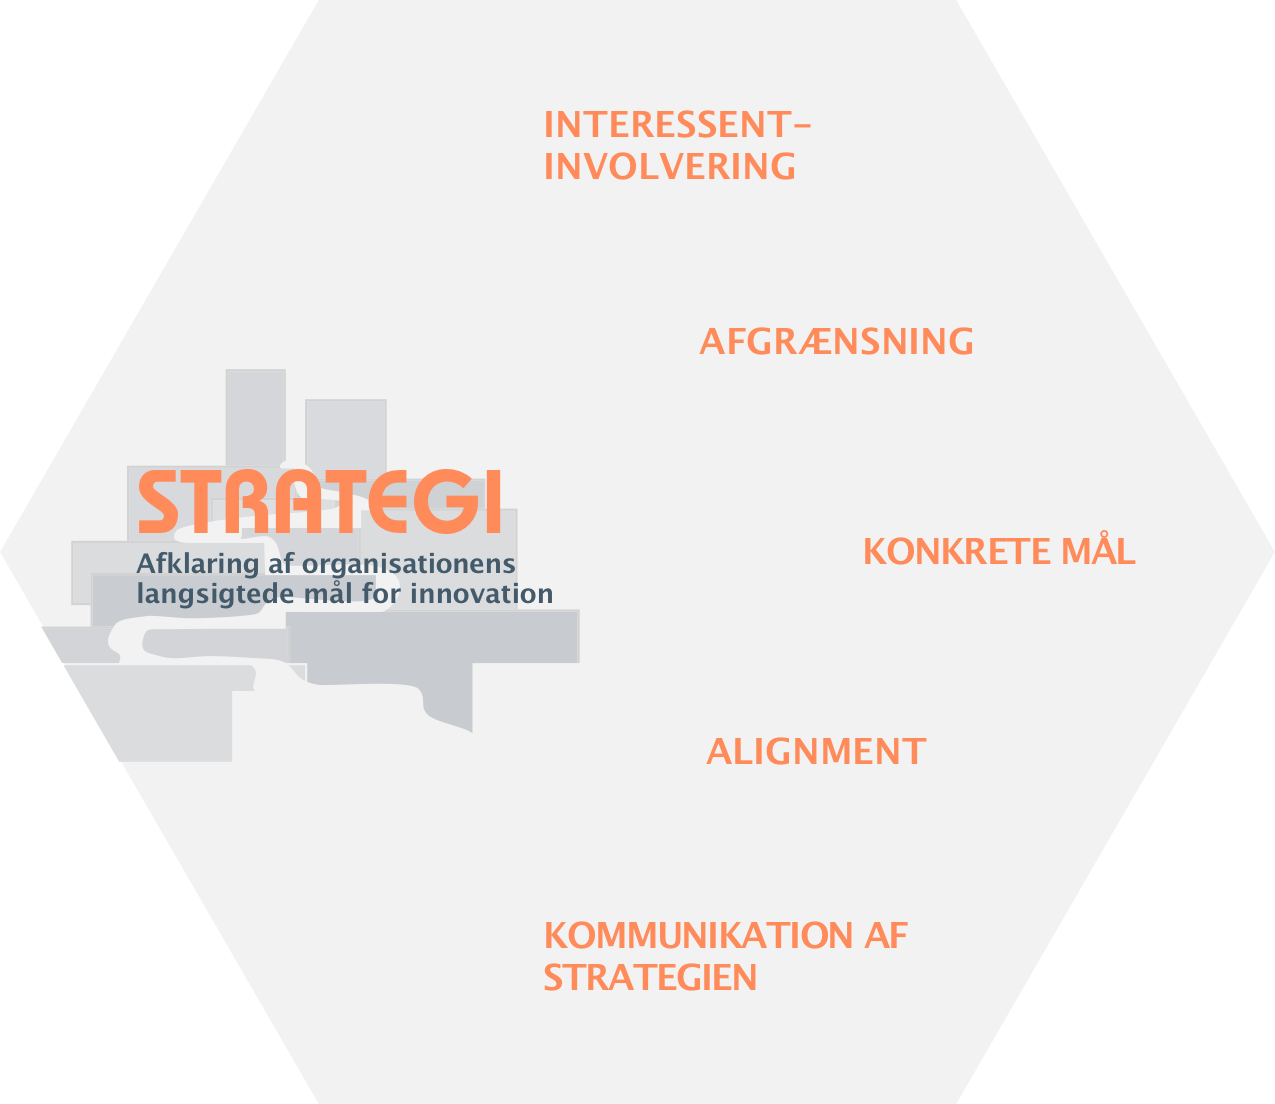 INTERESSENT-
INVOLVERING
AFGRÆNSNING
STRATEGI
Afklaring af organisationens
langsigtede mål for innovation
KONKRETE MÅL
ALIGNMENT
KOMMUNIKATION AF
STRATEGIEN